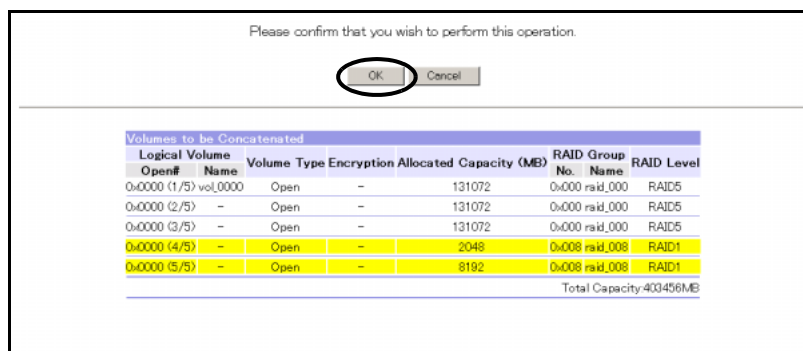 Please confirm that you wish to perform this operation.
OK Cancel
Volumes to be Concatenated
Logical Volume Volume Type Encryption Allocated Capacity (MB) RAID Group RAID Level
Open# Name No. Name
0x0000 (1/5) vol_0000 Open - 131072 0x000 raid_000 RAID5
0x0000 (2/5) - Open - 131072 0x000 raid_000 RAID5
0x0000 (3/5) - Open - 131072 0x000 raid_000 RAID5
0x0000 (4/5) - Open - 2048 0x008 raid_008 RAID1
0x0000 (5/5) - Open - 8192 0x008 raid_008 RAID1
Total Capacity:403456MB